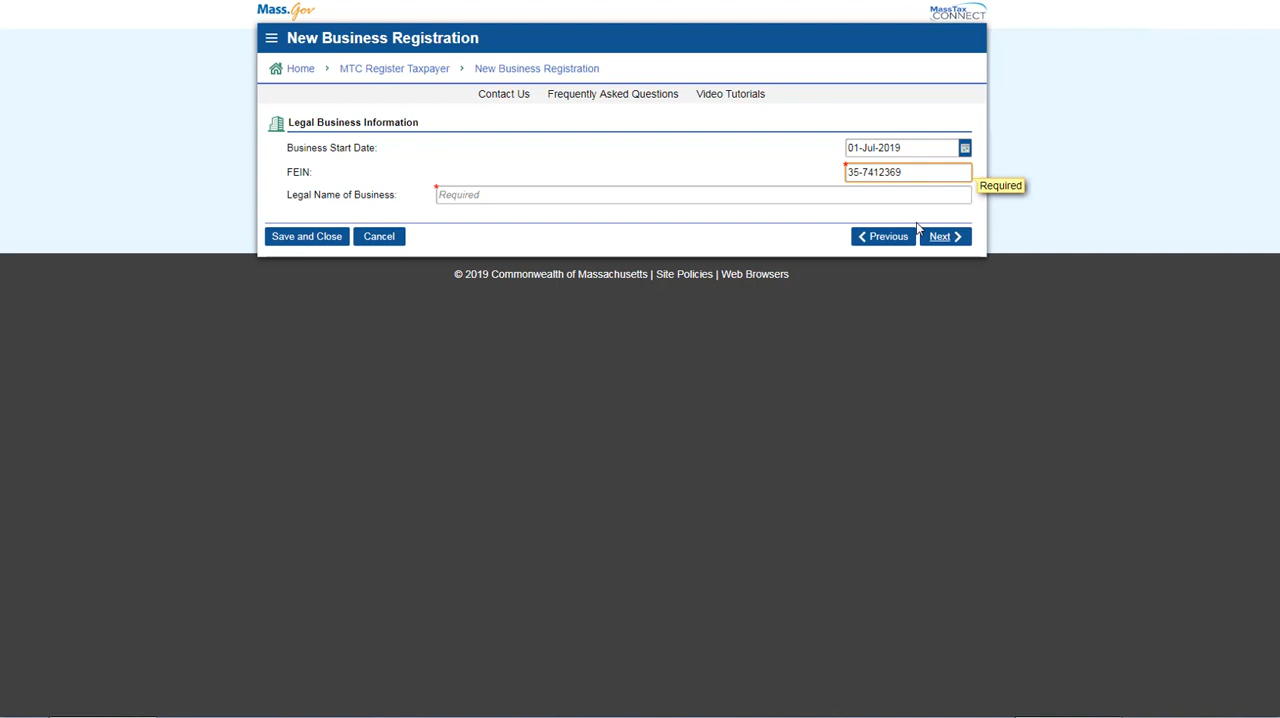 Mass.Gov
MassTax CONNECT
New Business Registration
Home > MTC Register Taxpayer > New Business Registration
Contact Us Frequently Asked Questions Video Tutorials
Legal Business Information
Business Start Date: 01-Jul-2019
FEIN: * 35-7412369
Required
Legal Name of Business: * Required
Save and Close Cancel Previous Next
© 2019 Commonwealth of Massachusetts | Site Policies | Web Browsers